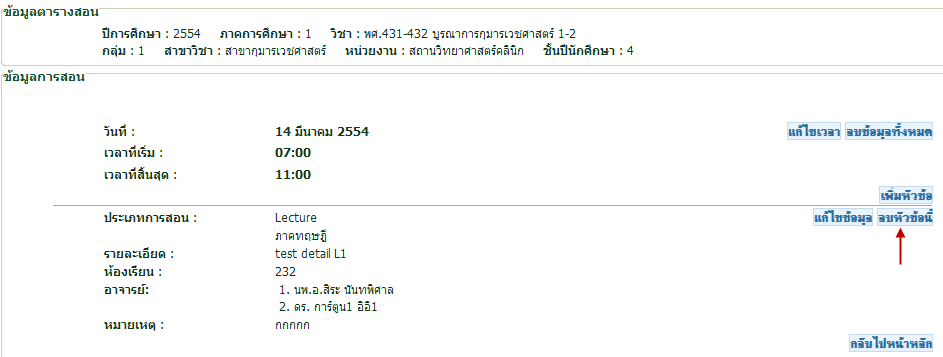 ข้อมูลตารางสอน
ปีการศึกษา : 2554 ภาคการศึกษา : 1 วิชา : พศ.431-432 บูรณาการกุมารเวชศาสตร์ 1-2
กลุ่ม : 1 สาขาวิชา : สาขากุมารเวชศาสตร์ หน่วยงาน : สถานวิทยาศาสตร์คลินิก ชั้นปีนักศึกษา : 4
ข้อมูลการสอน
วันที่ : 14 มีนาคม 2554 แก้ไขเวลา ลบข้อมูลทั้งหมด
เวลาที่เริ่ม : 07:00
เวลาที่สิ้นสุด : 11:00
เพิ่มหัวข้อ
ประเภทการสอน : Lecture แก้ไขข้อมูล ลบหัวข้อนี้
ภาคทฤษฎี
รายละเอียด : test detail L1
ห้องเรียน : 232
อาจารย์: 1. นพ.อ.สิระ นันทพิศาล
2. ดร. การ์ตูน1 อิอิ1
หมายเหตุ : กกกกก
กลับไปหน้าหลัก